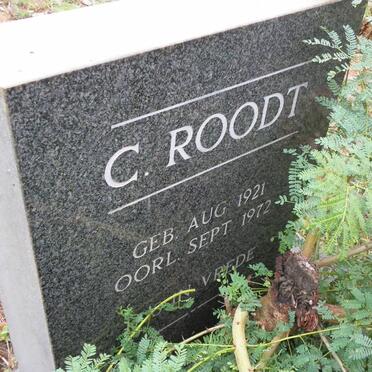 C. ROODT
GEB. AUG. 1921
OORL. SEPT. 1972
VREDE